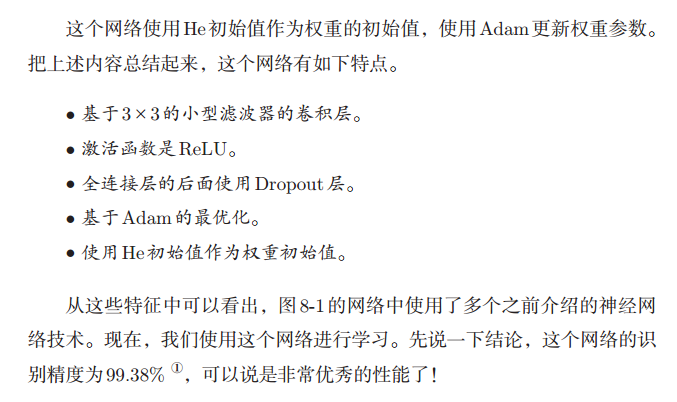 这个网络使用He初始值作为权重的初始值，使用Adam更新权重参数。
把上述内容总结起来，这个网络有如下特点。
● 基于3×3的小型滤波器的卷积层。
● 激活函数是ReLU。
● 全连接层的后面使用Dropout层。
● 基于Adam的最优化。
● 使用He初始值作为权重初始值。
从这些特征中可以看出，图8-1的网络中使用了多个之前介绍的神经网
络技术。现在，我们使用这个网络进行学习。先说一下结论，这个网络的识
别精度为99.38% ①，可以说是非常优秀的性能了！